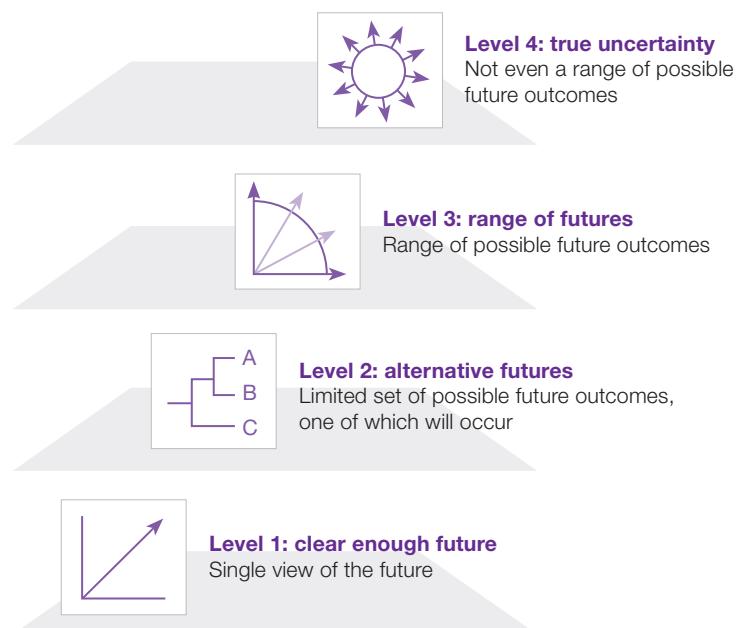 Level 4: true uncertainty
Not even a range of possible
future outcomes
Level 3: range of futures
Range of possible future outcomes
A
B
C
Level 2: alternative futures
Limited set of possible future outcomes,
one of which will occur
Level 1: clear enough future
Single view of the future